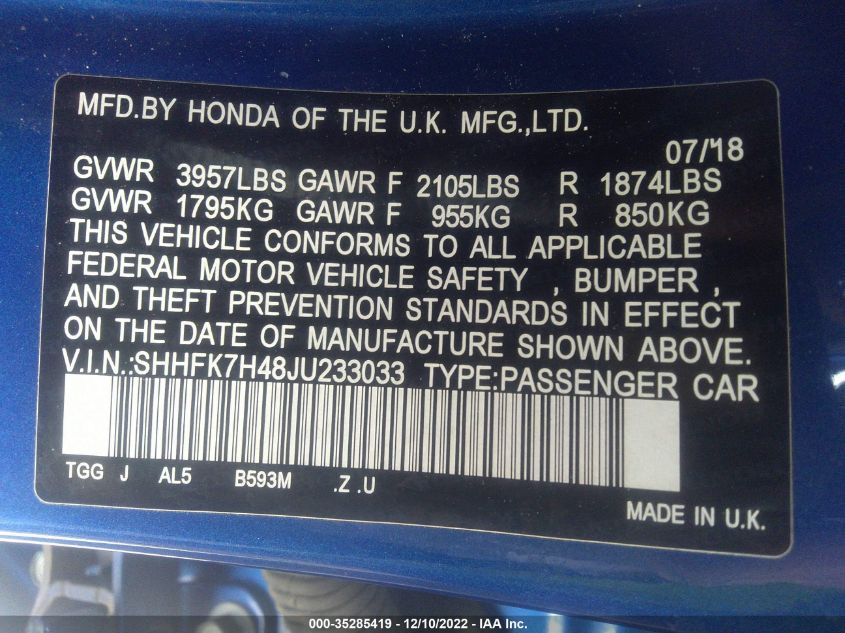 MFD.BY HONDA OF THE U.K. MFG.,LTD.
07/18
GVWR 3957LBS GAWR F 2105LBS R 1874LBS
GVWR 1795KG GAWR F 955KG R 850KG
THIS VEHICLE CONFORMS TO ALL APPLICABLE
FEDERAL MOTOR VEHICLE SAFETY , BUMPER ,
AND THEFT PREVENTION STANDARDS IN EFFECT
ON THE DATE OF MANUFACTURE SHOWN ABOVE.
V.I.N.:SHHFK7H48JU233033 TYPE:PASSENGER CAR
TGG J AL5 B593M .Z .U
MADE IN U.K.
000-35285419 - 12/10/2022 - IAA Inc.